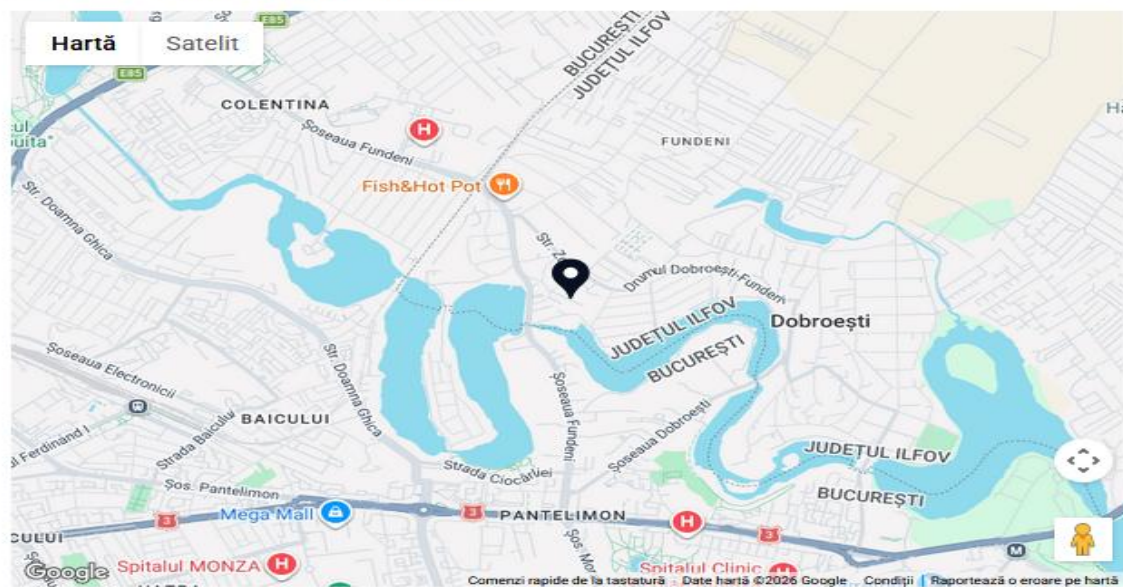 Hartă
Satelit
E85
E85
BUCUREȘTI
JUDEȚUL ILFOV
COLENTINA
Șoseaua Fundeni
H
FUNDENI
Fish&Hot Pot
Str. Doamna Ghica
Drumul Dobroești-Fundeni
Dobroești
JUDEȚUL ILFOV
BUCUREȘTI
Șoseaua Electronicii
Str. Doamna Ghica
BAICULUI
Strada Baicului
Ferdinand I
Șoseaua Fundeni
Șoseaua Dobroești
Strada Ciocârliei
JUDEȚUL ILFOV
BUCUREȘTI
Șos. Pantelimon
3
Mega Mall
3
PANTELIMON
H
3
M
Spitalul MONZA
H
Spitalul Clinic
Google
Comenzi rapide de la tastatură
Date hartă ©2026 Google
Condiții
Raportează o eroare pe hartă